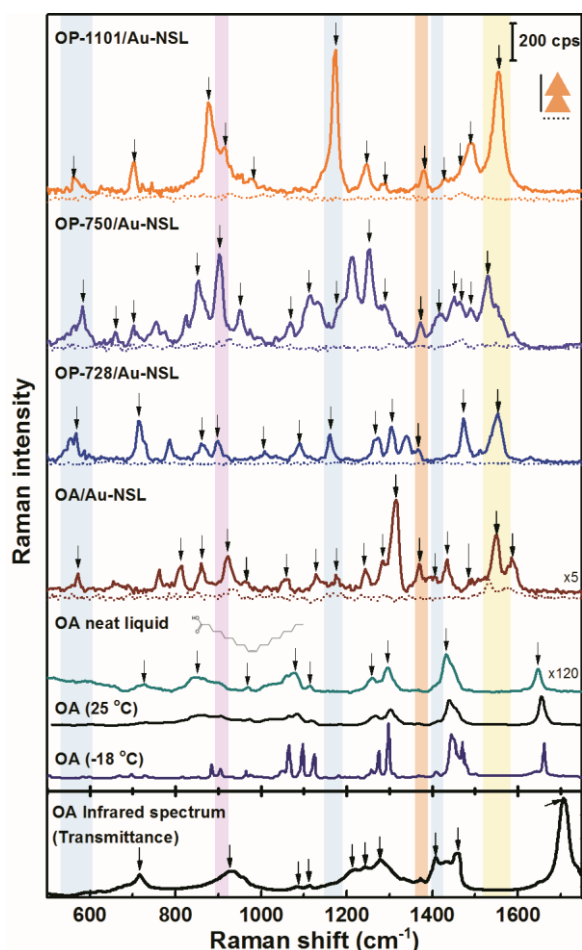 OP-1101/Au-NSL
200 cps
OP-750/Au-NSL
OP-728/Au-NSL
OA/Au-NSL
x5
OA neat liquid
HO
O
x120
OA (25 °C)
OA (-18 °C)
OA Infrared spectrum
(Transmittance)
600 800 1000 1200 1400 1600
Raman shift (cm-1)
Raman intensity